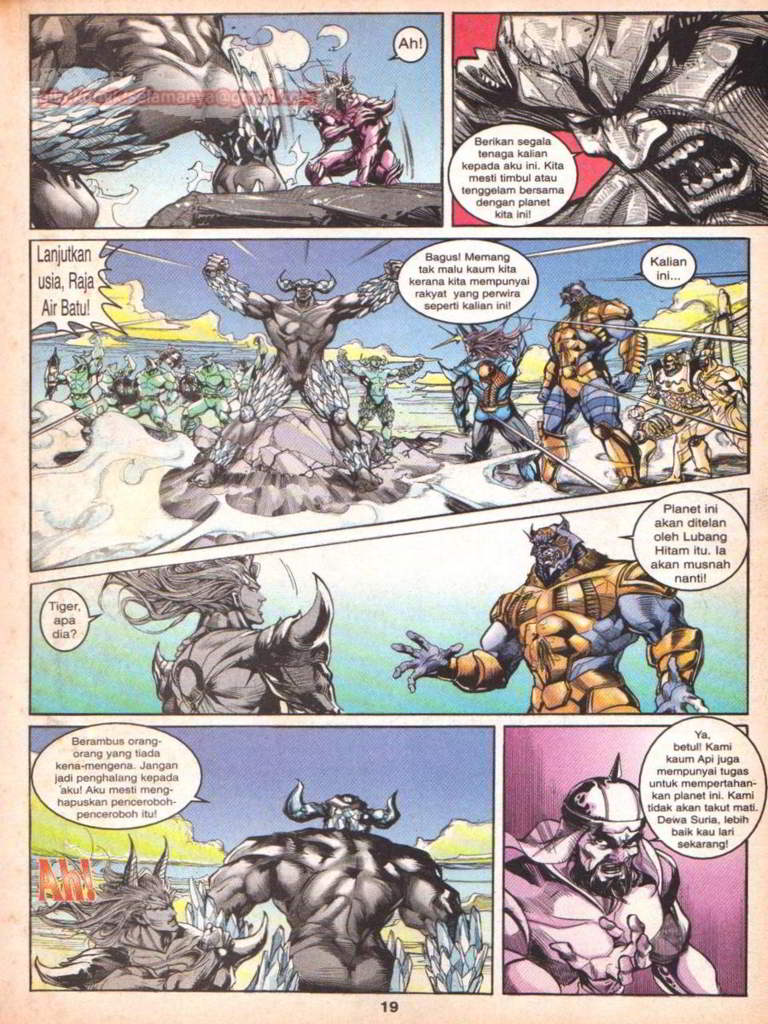 Ah!
Berikan segala
tenaga kalian
kepada aku ini. Kita
mesti timbul atau
tenggelam bersama
dengan planet
kita ini!
Lanjutkan
usia, Raja
Air Batu!
Bagus! Memang
tak malu kaum kita
kerana kita mempunyai
rakyat yang perwira
seperti kalian ini!
Kalian
ini...
Tiger,
apa
dia?
Planet ini
akan ditelan
oleh Lubang
Hitam itu. Ia
akan musnah
nanti!
Berambus orang-
orang yang tiada
kena-mengena. Jangan
jadi penghalang kepada
aku! Aku mesti meng-
hapuskan penceroboh-
penceroboh itu!
Ah!
Ya,
betul! Kami
kaum Api juga
mempunyai tugas
untuk mempertahan-
kan planet ini. Kami
tidak akan takut mati.
Dewa Suria, lebih
baik kau lari
sekarang!
19